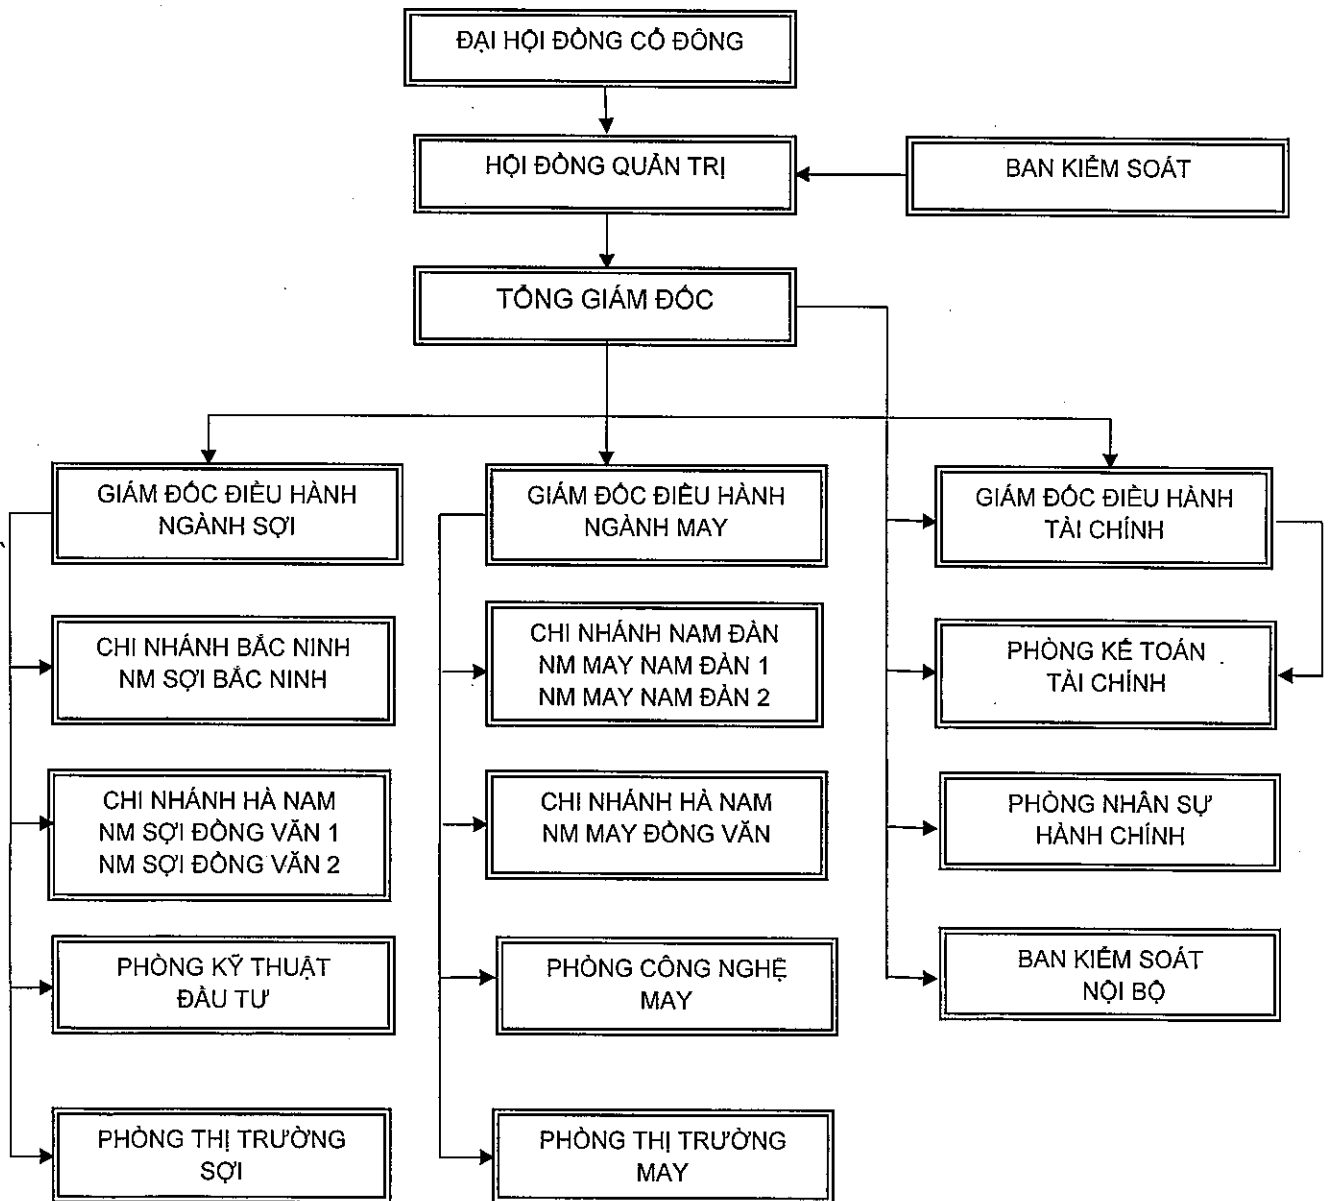 ĐẠI HỘI ĐỒNG CỔ ĐÔNG
HỘI ĐỒNG QUẢN TRỊ
BAN KIỂM SOÁT
TỔNG GIÁM ĐỐC
GIÁM ĐỐC ĐIỀU HÀNH
NGÀNH SỢI
GIÁM ĐỐC ĐIỀU HÀNH
NGÀNH MAY
GIÁM ĐỐC ĐIỀU HÀNH
TÀI CHÍNH
CHI NHÁNH BẮC NINH
NM SỢI BẮC NINH
CHI NHÁNH NAM ĐÀN
NM MAY NAM ĐÀN 1
NM MAY NAM ĐÀN 2
PHÒNG KẾ TOÁN
TÀI CHÍNH
CHI NHÁNH HÀ NAM
NM SỢI ĐỒNG VĂN 1
NM SỢI ĐỒNG VĂN 2
CHI NHÁNH HÀ NAM
NM MAY ĐỒNG VĂN
PHÒNG NHÂN SỰ
HÀNH CHÍNH
PHÒNG KỸ THUẬT
ĐẦU TƯ
PHÒNG CÔNG NGHỆ
MAY
BAN KIỂM SOÁT
NỘI BỘ
PHÒNG THỊ TRƯỜNG
SỢI
PHÒNG THỊ TRƯỜNG
MAY